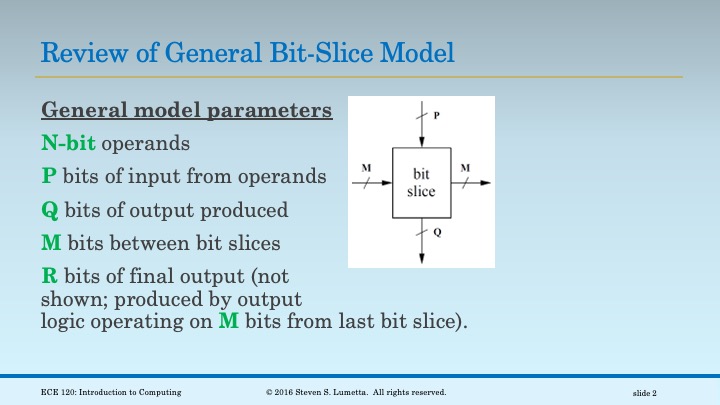 Review of General Bit-Slice Model
General model parameters
N-bit operands
P bits of input from operands
Q bits of output produced
M bits between bit slices
R bits of final output (not
shown; produced by output
logic operating on M bits from last bit slice).
P
M
bit
slice
M
Q
ECE 120: Introduction to Computing
© 2016 Steven S. Lumetta. All rights reserved.
slide 2